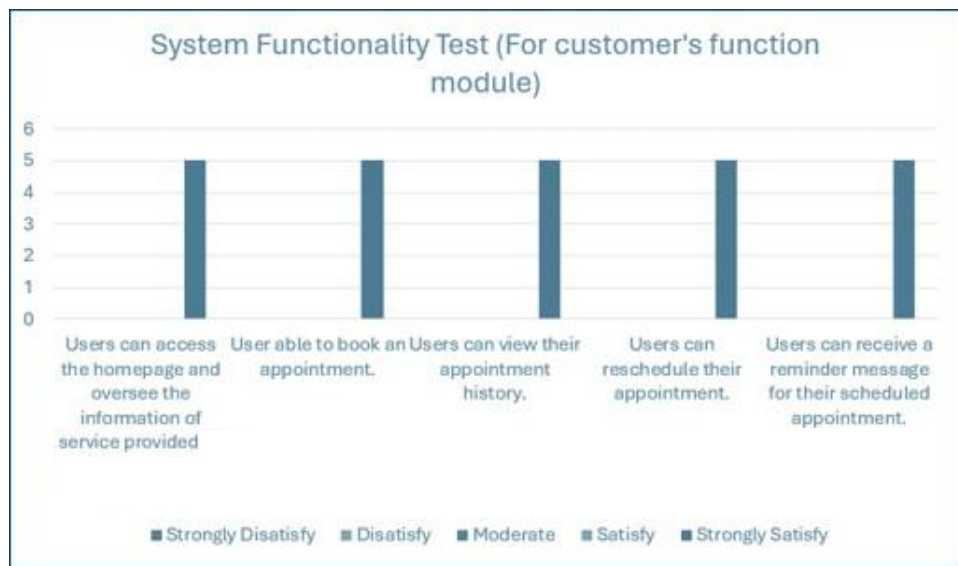 System Functionality Test (For customer's function
module)
6
5
4
3
2
1
0
Users can access
the homepage and
oversee the
information of
service provided
User able to book an
appointment.
Users can view their
appointment
history.
Users can
reschedule their
appointment.
Users can receive a
reminder message
for their scheduled
appointment.
Strongly Disatisfy Disatisfy Moderate Satisfy Strongly Satisfy